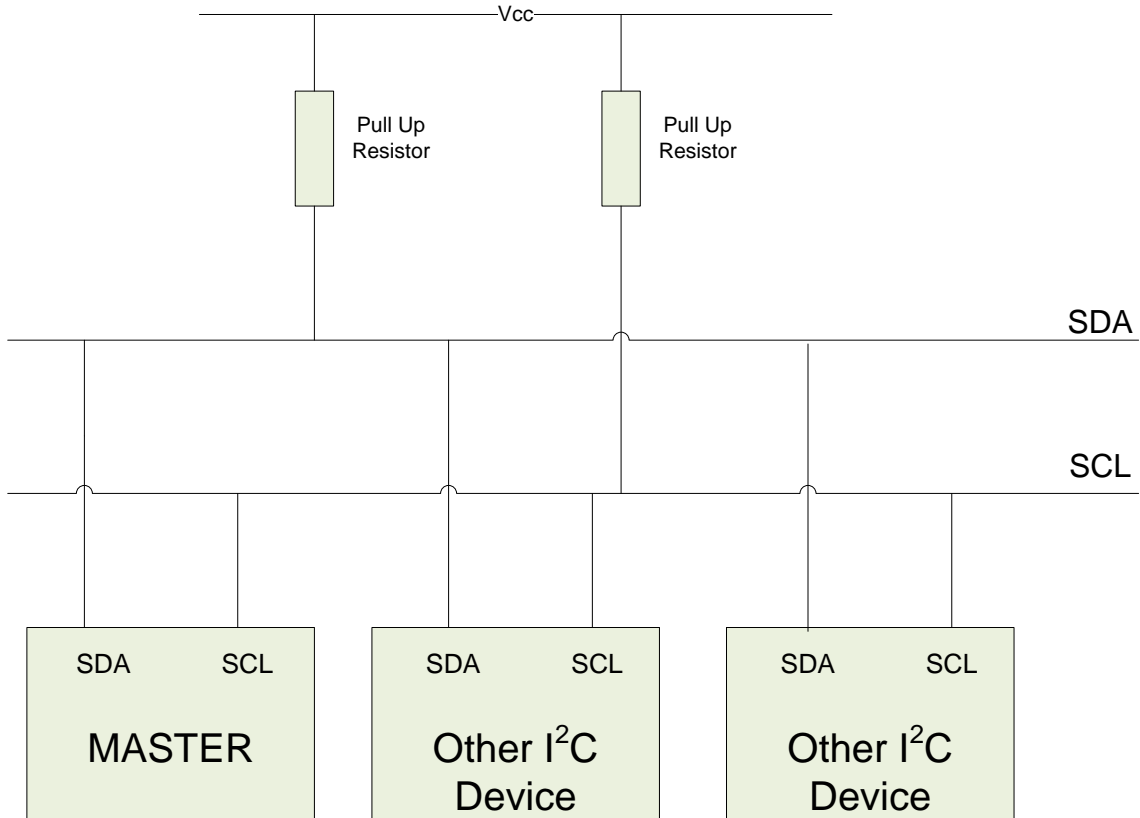 Vcc
Pull Up
Resistor
Pull Up
Resistor
SDA
SCL
SDA SCL
MASTER
SDA SCL
Other I²C
Device
SDA SCL
Other I²C
Device